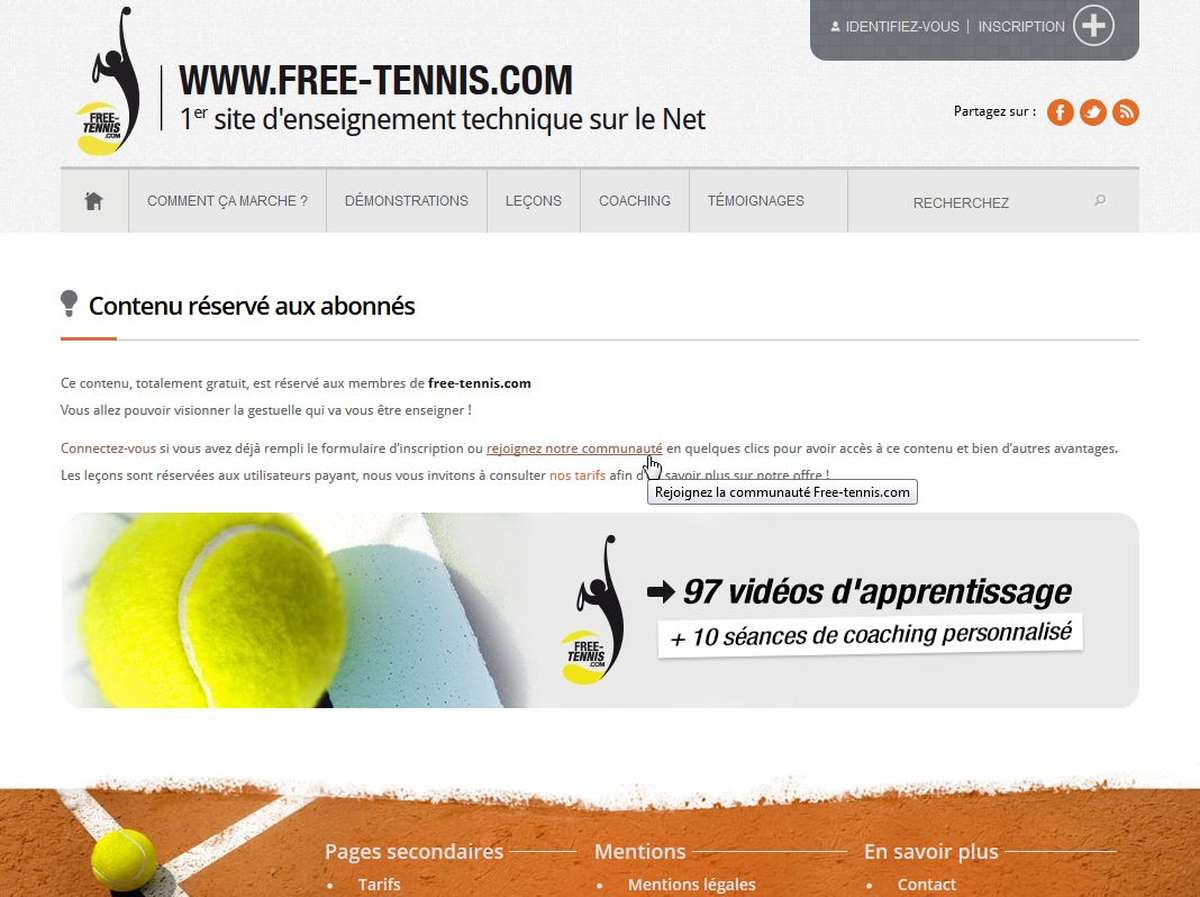 IDENTIFIEZ-VOUS | INSCRIPTION
WWW.FREE-TENNIS.COM
1er site d'enseignement technique sur le Net
FREE-
TENNIS
.COM
Partagez sur :
COMMENT ÇA MARCHE ? DÉMONSTRATIONS LEÇONS COACHING TÉMOIGNAGES RECHERCHEZ
Contenu réservé aux abonnés
Ce contenu, totalement gratuit, est réservé aux membres de free-tennis.com
Vous allez pouvoir visionner la gestuelle qui va vous être enseigner !
Connectez-vous si vous avez déjà rempli le formulaire d'inscription ou rejoignez notre communauté en quelques clics pour avoir accès à ce contenu et bien d'autres avantages.
Les leçons sont réservées aux utilisateurs payant, nous vous invitons à consulter nos tarifs afin savoir plus sur notre offre !
Rejoignez la communauté Free-tennis.com
97 vidéos d'apprentissage
+ 10 séances de coaching personnalisé
FREE-
TENNIS
.COM
Pages secondaires Mentions En savoir plus
• Tarifs • Mentions légales • Contact